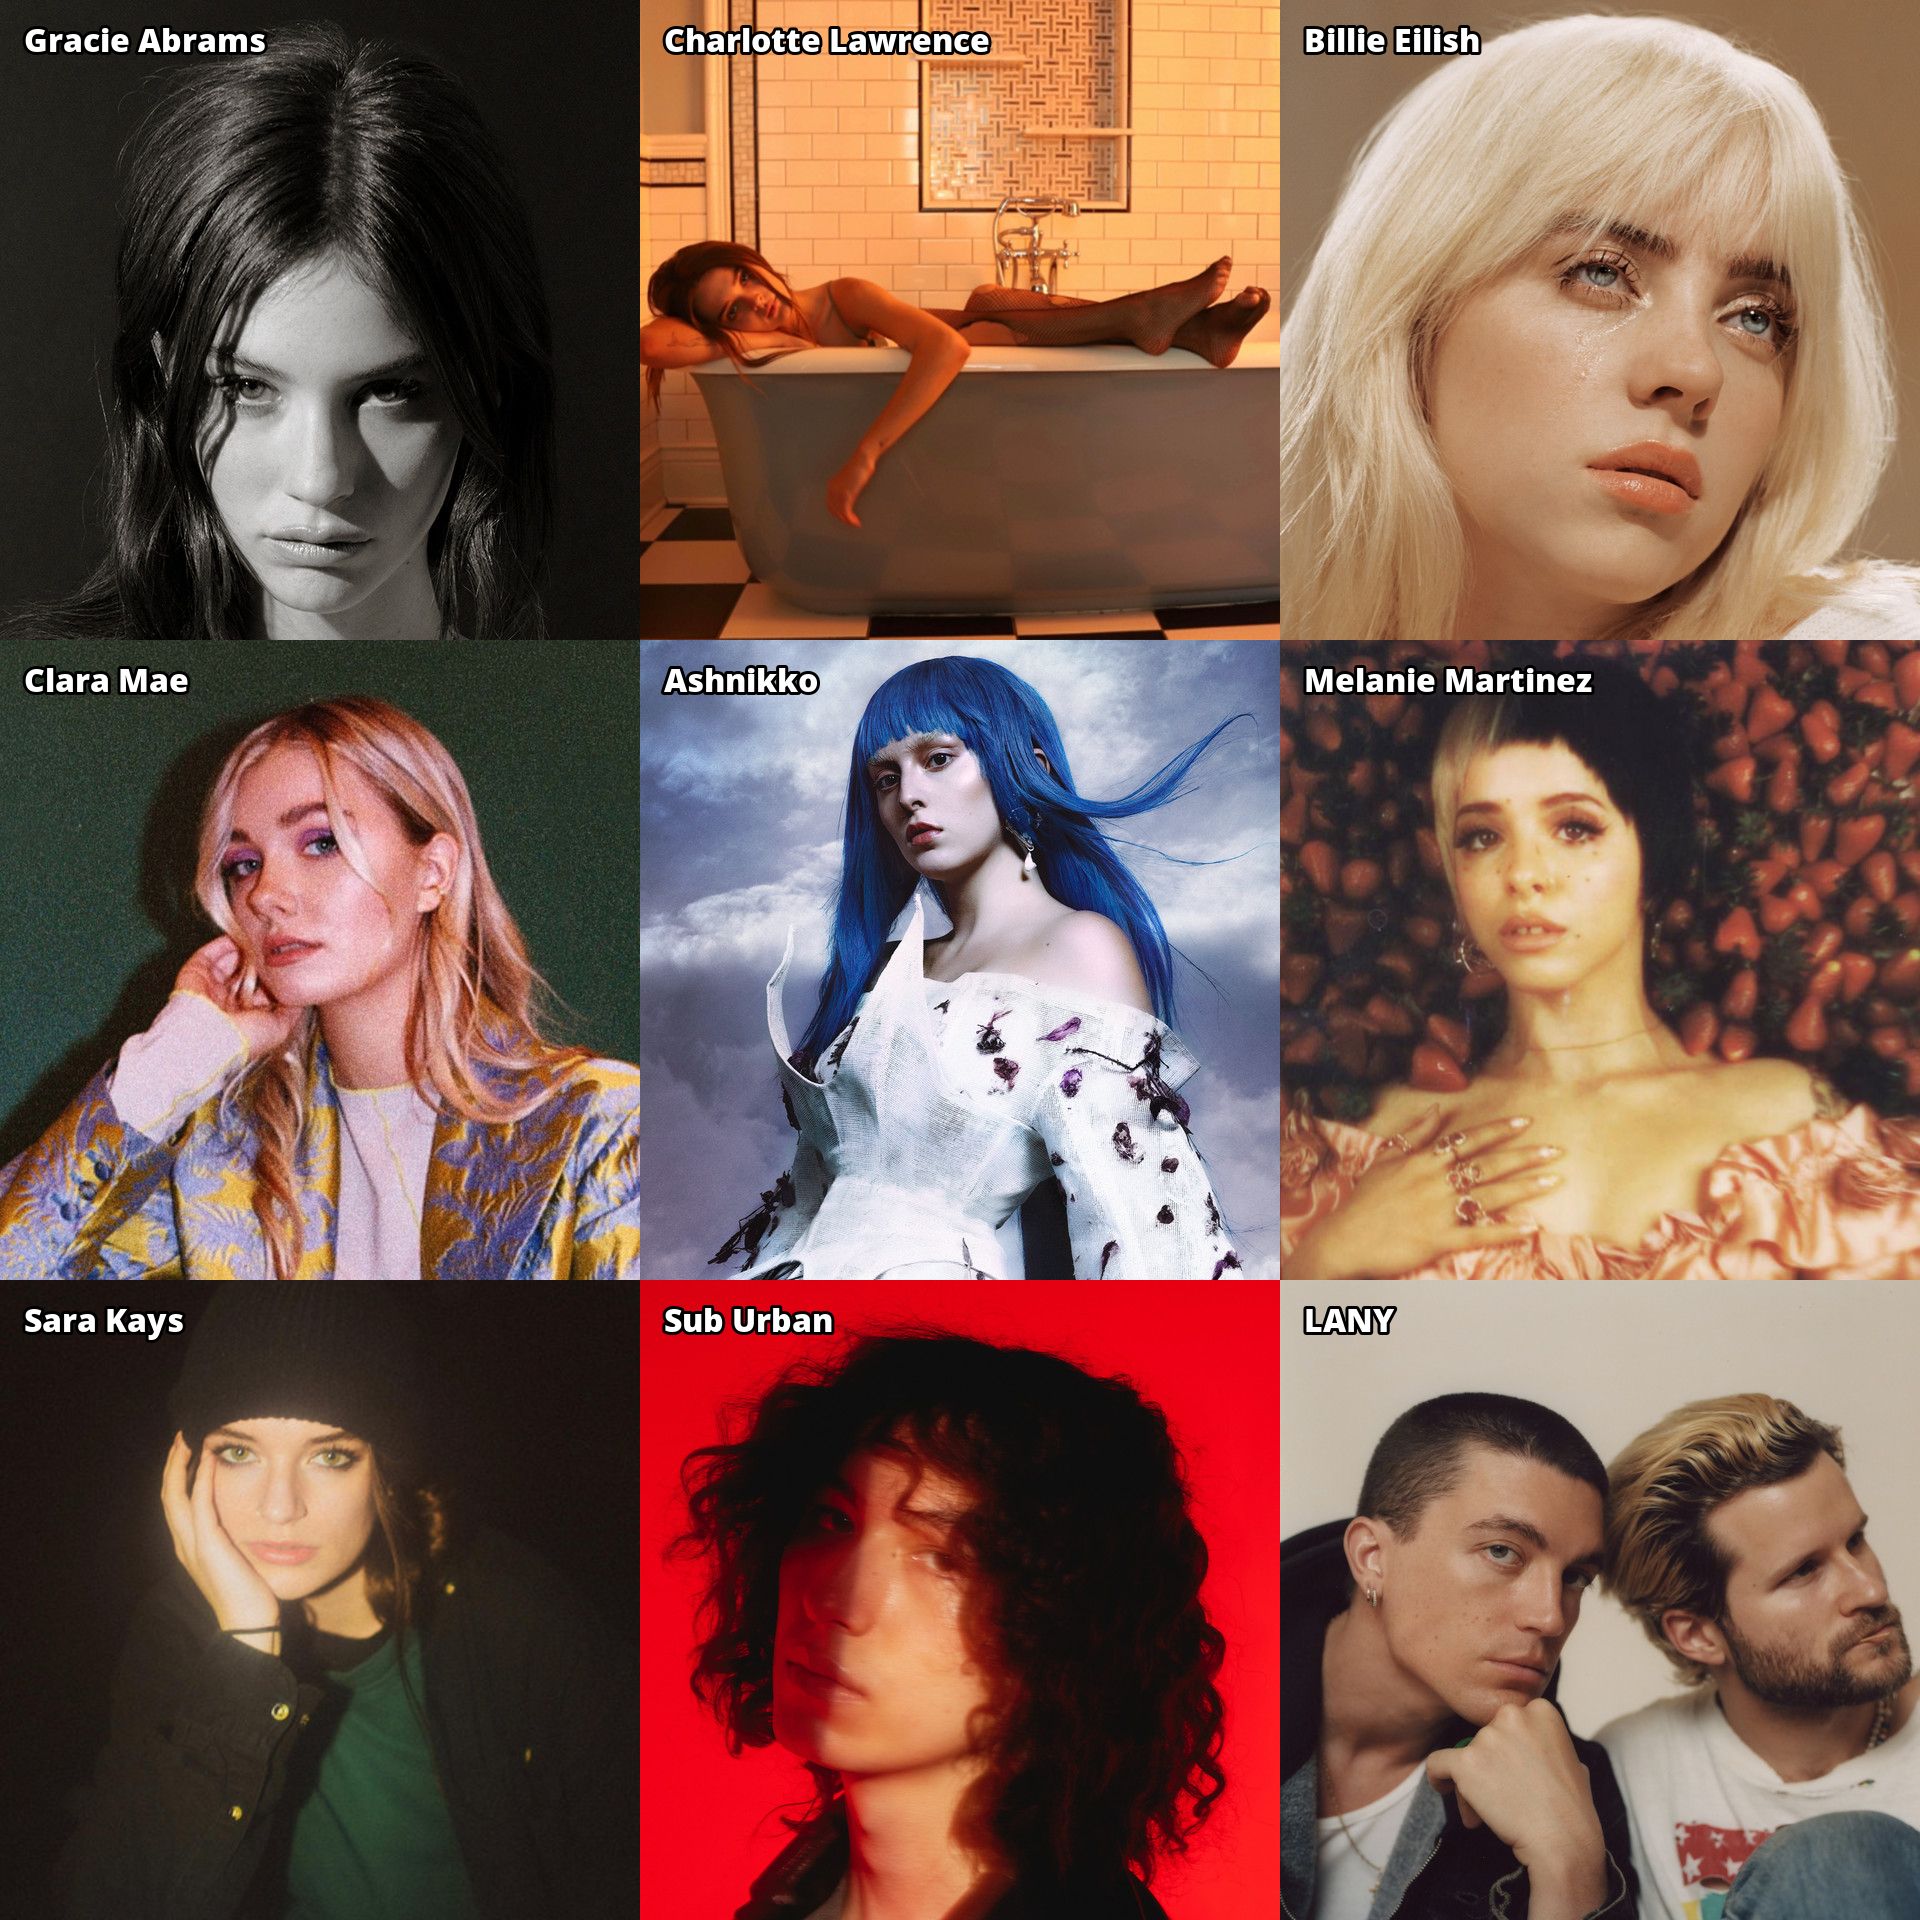 Gracie Abrams
Charlotte Lawrence
Billie Eilish
Clara Mae
Ashnikko
Melanie Martinez
Sara Kays
Sub Urban
LANY